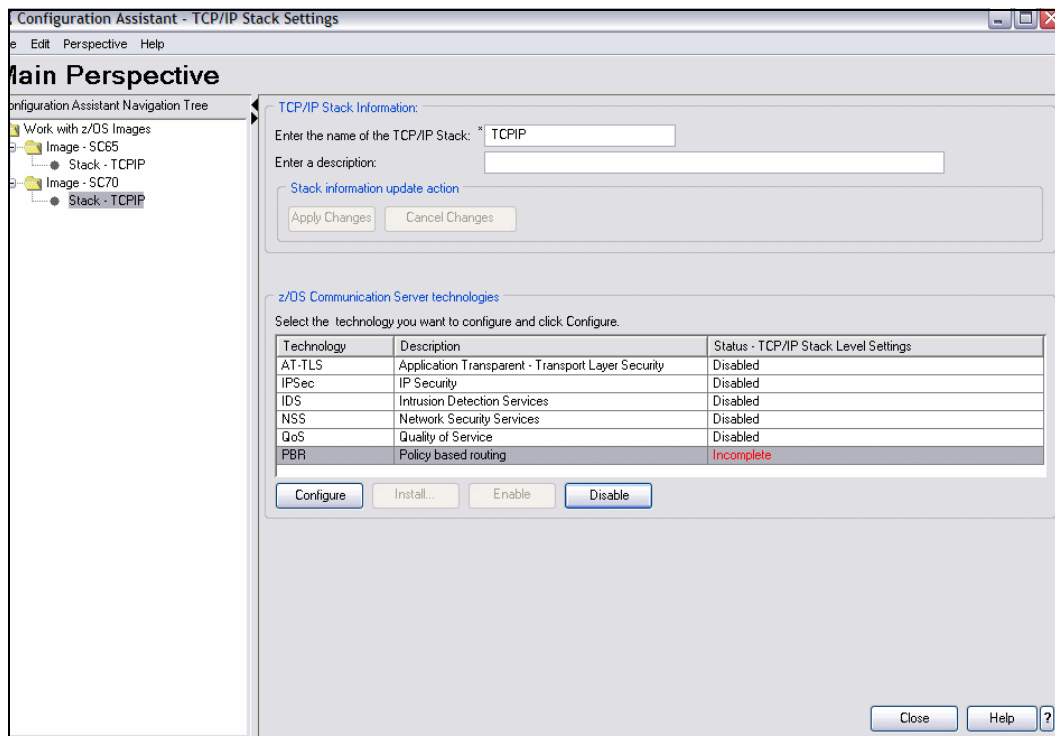 Configuration Assistant - TCP/IP Stack Settings
e Edit Perspective Help
Main Perspective
onfiguration Assistant Navigation Tree
Work with z/OS Images
Image - SC65
Stack - TCPIP
Image - SC70
Stack - TCPIP
TCP/IP Stack Information:
Enter the name of the TCP/IP Stack: * TCPIP
Enter a description:
Stack information update action
Apply Changes Cancel Changes
z/OS Communication Server technologies
Select the technology you want to configure and click Configure.
Technology Description Status - TCP/IP Stack Level Settings
AT-TLS Application Transparent - Transport Layer Security Disabled
IPSec IP Security Disabled
IDS Intrusion Detection Services Disabled
NSS Network Security Services Disabled
QoS Quality of Service Disabled
PBR Policy based routing Incomplete
Configure Install... Enable Disable
Close Help ?